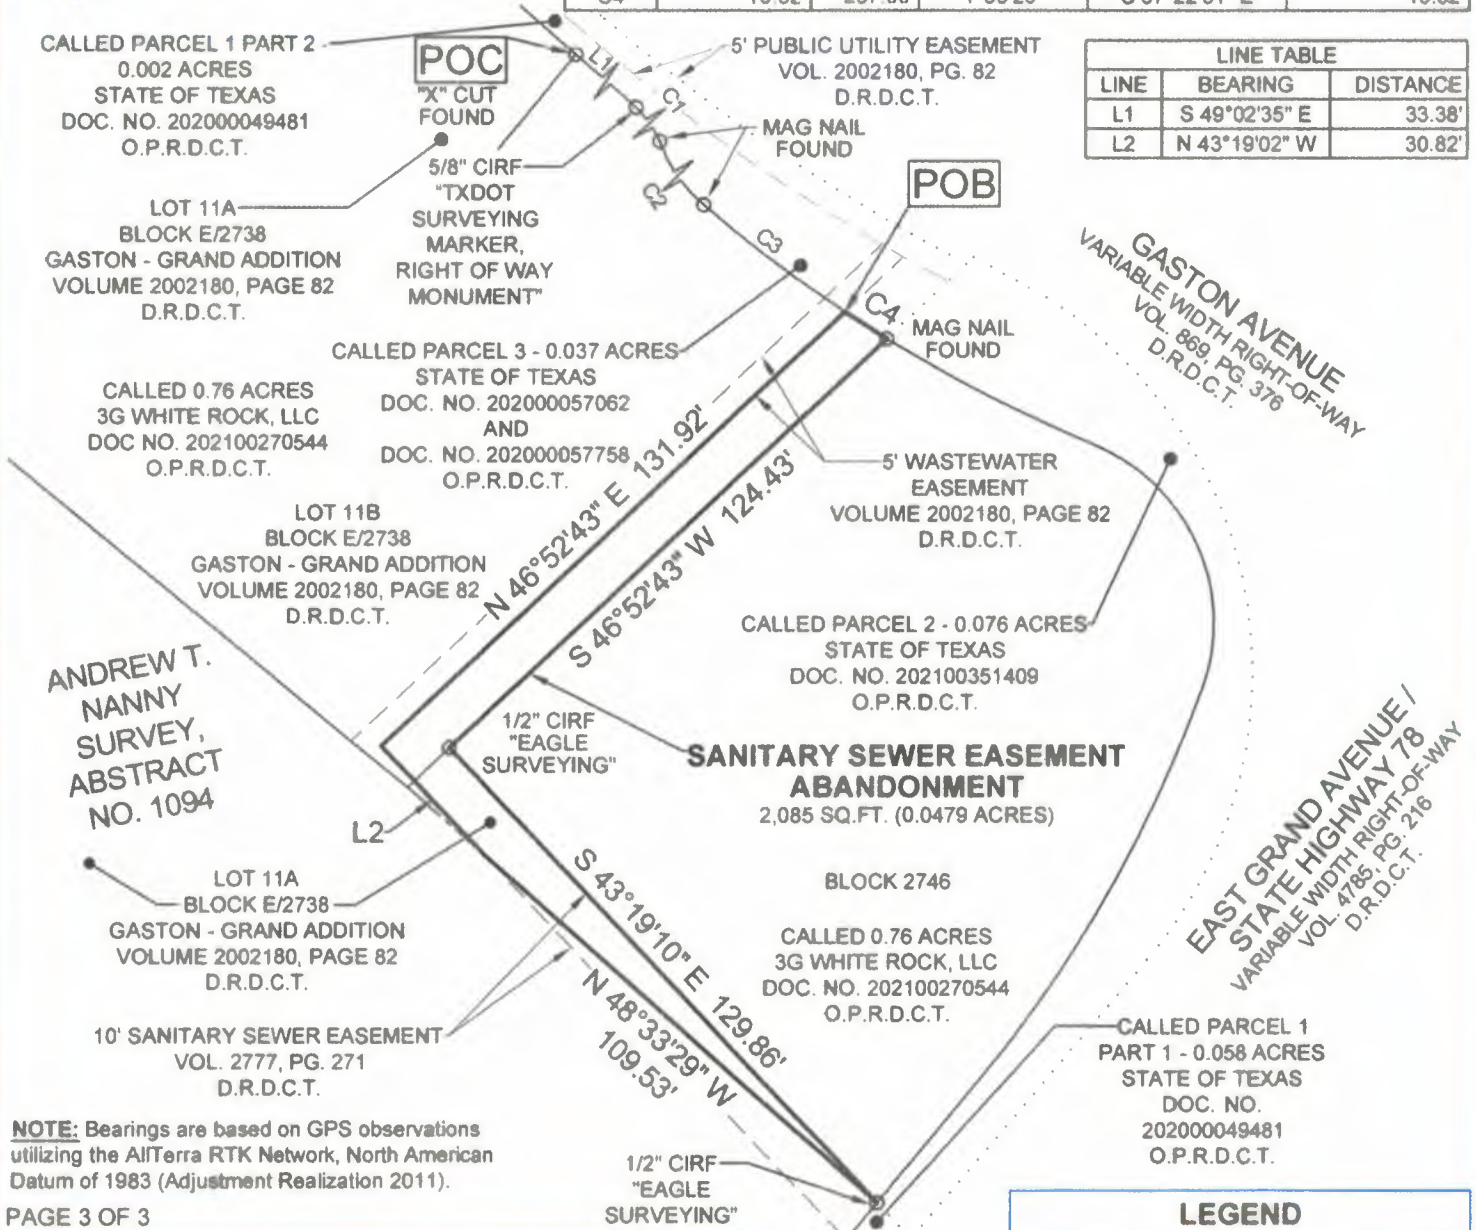 CALLED PARCEL 1 PART 2
0.002 ACRES
STATE OF TEXAS
DOC. NO. 202000049481
O.P.R.D.C.T.
POC
"X" CUT
FOUND
L1
C1
5' PUBLIC UTILITY EASEMENT
VOL. 2002180, PG. 82
D.R.D.C.T.
MAG NAIL
FOUND
LINE TABLE
LINE BEARING DISTANCE
L1 S 49°02'35" E 33.38'
L2 N 43°19'02" W 30.82'
5/8" CIRF
"TXDOT
SURVEYING
MARKER,
RIGHT OF WAY
MONUMENT"
C2
C3
POB
LOT 11A
BLOCK E/2738
GASTON - GRAND ADDITION
VOLUME 2002180, PAGE 82
D.R.D.C.T.
GASTON AVENUE
VARIABLE WIDTH RIGHT-OF-WAY
VOL. 869, PG. 376
D.R.D.C.T.
C4
MAG NAIL
FOUND
CALLED PARCEL 3 - 0.037 ACRES
STATE OF TEXAS
DOC. NO. 202000057062
AND
DOC. NO. 202000057758
O.P.R.D.C.T.
CALLED 0.76 ACRES
3G WHITE ROCK, LLC
DOC NO. 202100270544
O.P.R.D.C.T.
N 46°52'43" E 131.92'
S 46°52'43" W 124.43'
5' WASTEWATER
EASEMENT
VOLUME 2002180, PAGE 82
D.R.D.C.T.
LOT 11B
BLOCK E/2738
GASTON - GRAND ADDITION
VOLUME 2002180, PAGE 82
D.R.D.C.T.
CALLED PARCEL 2 - 0.076 ACRES
STATE OF TEXAS
DOC. NO. 202100351409
O.P.R.D.C.T.
ANDREW T.
NANNY
SURVEY,
ABSTRACT
NO. 1094
1/2" CIRF
"EAGLE
SURVEYING"
SANITARY SEWER EASEMENT
ABANDONMENT
2,085 SQ.FT. (0.0479 ACRES)
L2
EAST GRAND AVENUE /
STATE HIGHWAY 78
VARIABLE WIDTH RIGHT-OF-WAY
VOL. 4785, PG. 216
D.R.D.C.T.
LOT 11A
BLOCK E/2738
GASTON - GRAND ADDITION
VOLUME 2002180, PAGE 82
D.R.D.C.T.
S 43°19'10" E 129.86'
N 48°33'29" W
109.53'
BLOCK 2746
CALLED 0.76 ACRES
3G WHITE ROCK, LLC
DOC. NO. 202100270544
O.P.R.D.C.T.
10' SANITARY SEWER EASEMENT
VOL. 2777, PG. 271
D.R.D.C.T.
CALLED PARCEL 1
PART 1 - 0.058 ACRES
STATE OF TEXAS
DOC. NO.
202000049481
O.P.R.D.C.T.
NOTE: Bearings are based on GPS observations
utilizing the AllTerra RTK Network, North American
Datum of 1983 (Adjustment Realization 2011).
PAGE 3 OF 3
1/2" CIRF
"EAGLE
SURVEYING"
LEGEND